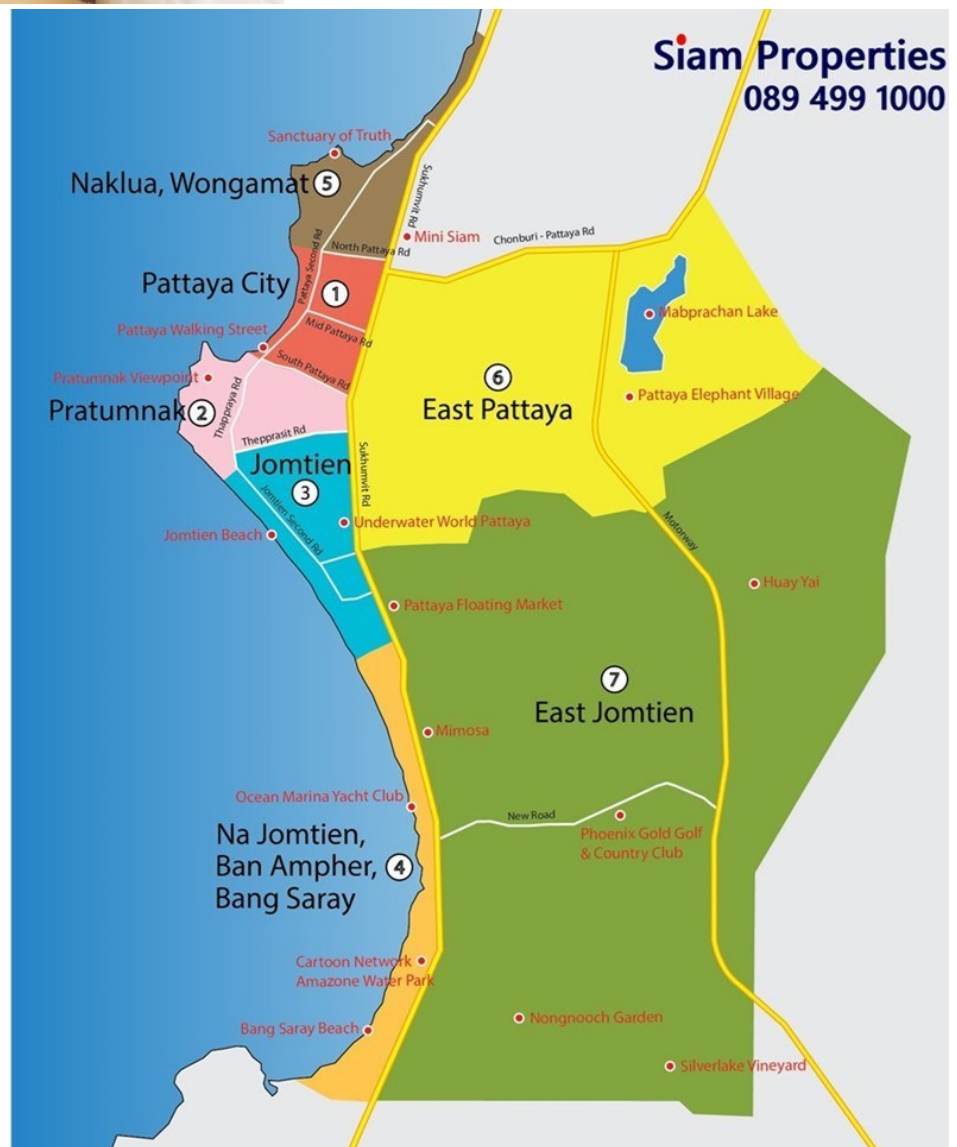 Siam Properties
089 499 1000
Sanctuary of Truth
Naklua, Wongamat 5
Sukhumvit Rd
Mini Siam
Chonburi - Pattaya Rd
North Pattaya Rd
Pattaya Second Rd
Pattaya City
1
Mabprachan Lake
Mid Pattaya Rd
Pattaya Walking Street
South Pattaya Rd
Pratumnak Viewpoint
6
East Pattaya
Pattaya Elephant Village
Pratumnak 2
Thappraya Rd
Thepprasit Rd
Jomtien
3
Sukhumvit Rd
Jomtien Second Rd
Underwater World Pattaya
Jomtien Beach
Motorway
Huay Yai
Pattaya Floating Market
7
East Jomtien
Mimosa
Ocean Marina Yacht Club
New Road
Phoenix Gold Golf
& Country Club
Na Jomtien,
Ban Ampher, 4
Bang Saray
Cartoon Network
Amazone Water Park
Nongnooch Garden
Bang Saray Beach
Silverlake Vineyard